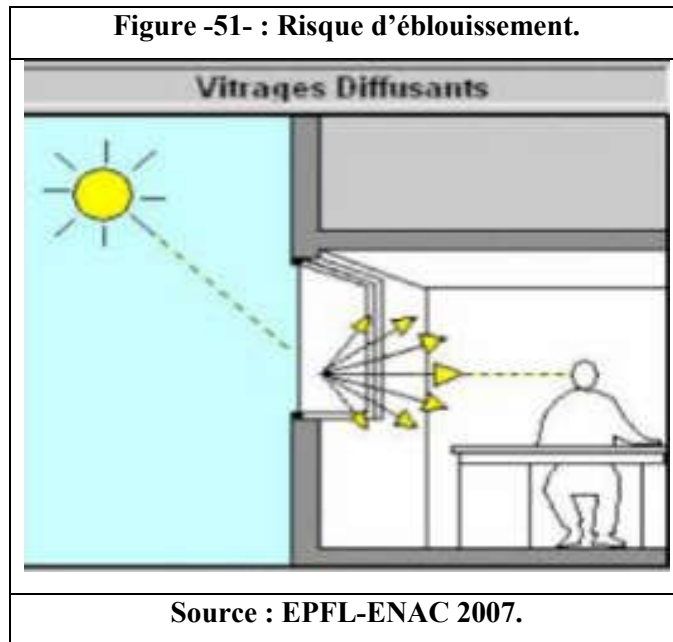 Figure -51- : Risque d’éblouissement.
Vitrages Diffusants
Source : EPFL-ENAC 2007.